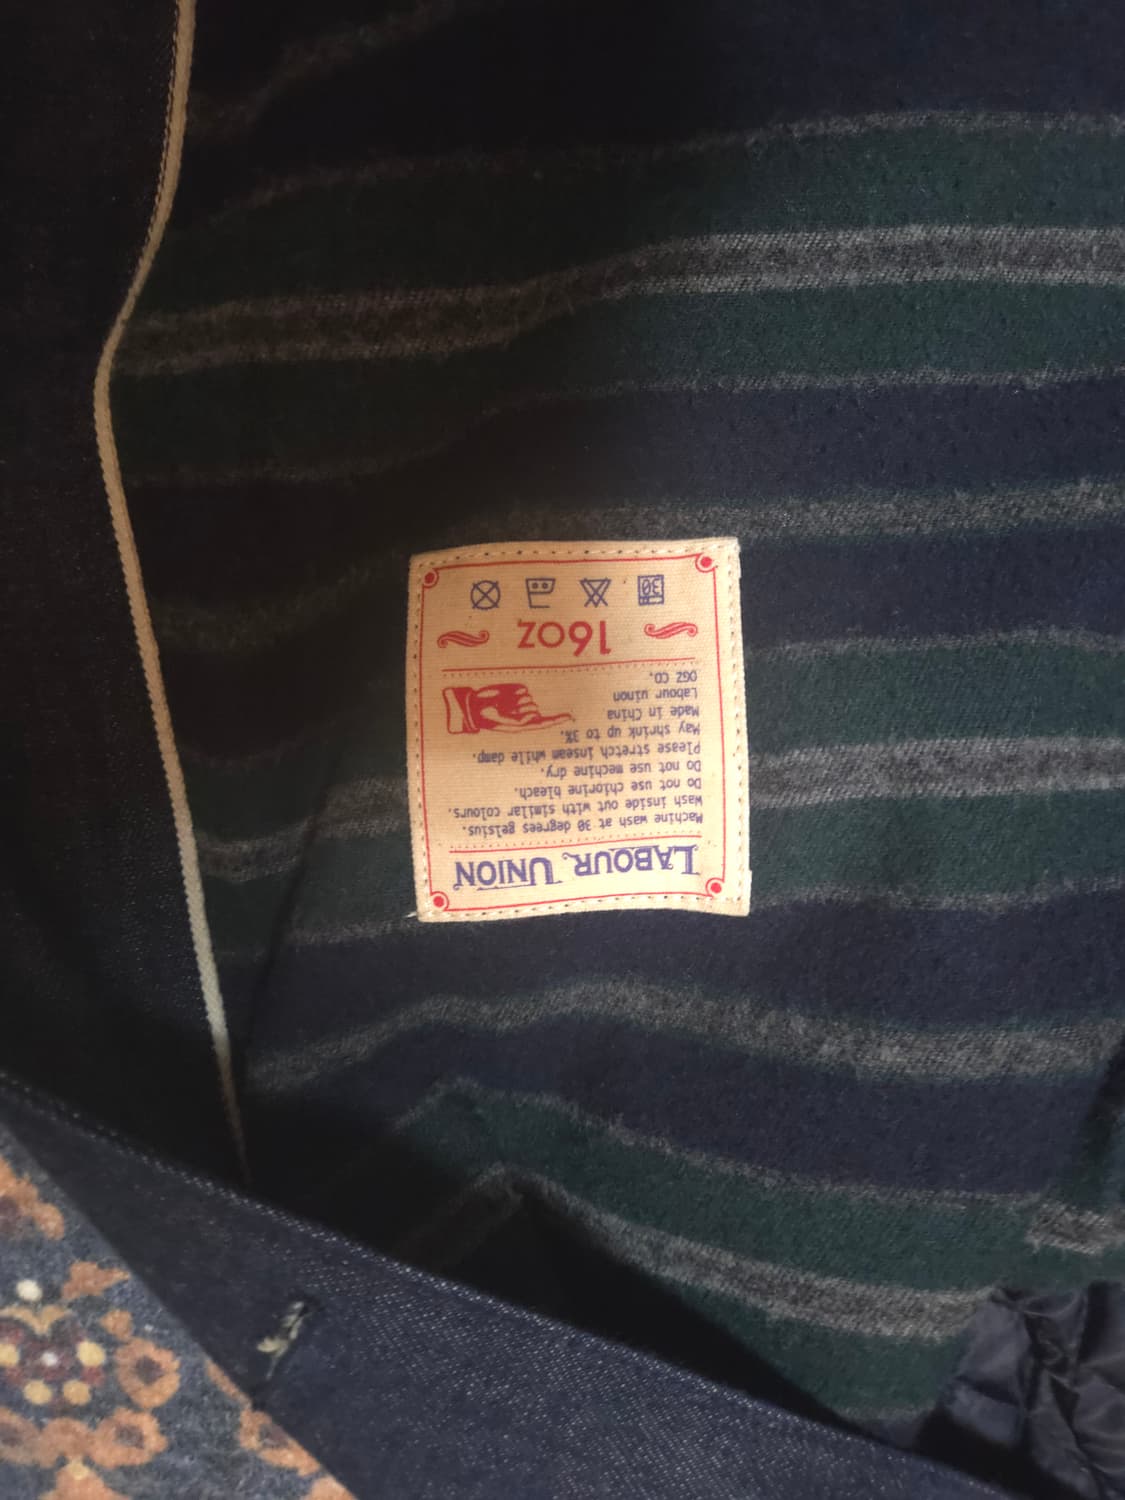 LABOUR UNION
Machine wash at 30 degrees gelsius.
Wash inside out with similar colours.
Do not use chlorine bleach.
Do not use mechine dry.
Please stretch inseam while damp.
May shrink up to 3%.
Made in China
Labour uinon
DGZ CO.
16OZ
30